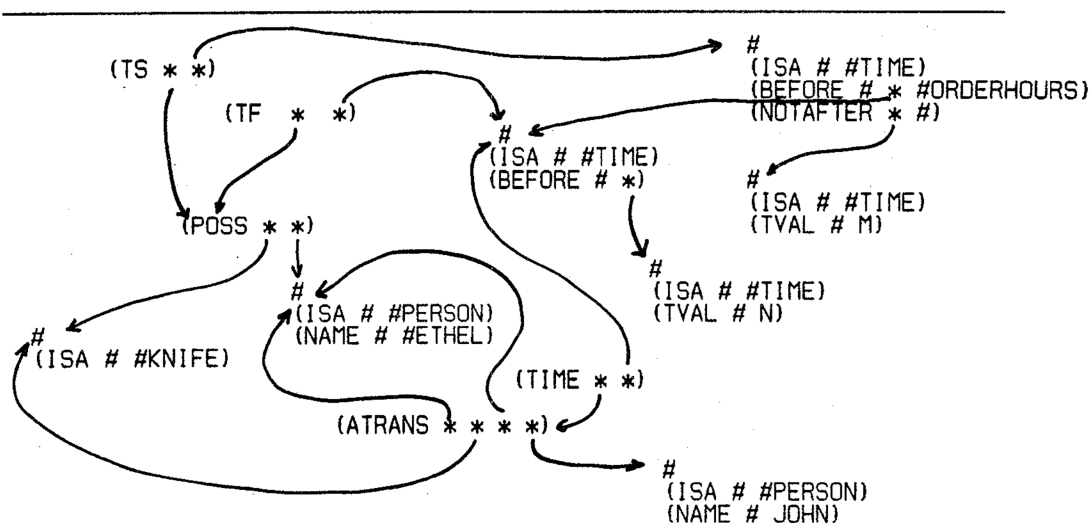 (TS * *)
#
(ISA # #TIME)
(BEFORE # * #ORDERHOURS)
(NOTAFTER * #)
(TF * *)
#
(ISA # #TIME)
(BEFORE # *)
#
(ISA # #TIME)
(TVAL # M)
(POSS * *)
#
(ISA # #TIME)
(TVAL # N)
#
(ISA # #PERSON)
(NAME # #ETHEL)
#
(ISA # #KNIFE)
(TIME * *)
(ATRANS * * * *)
#
(ISA # #PERSON)
(NAME # JOHN)